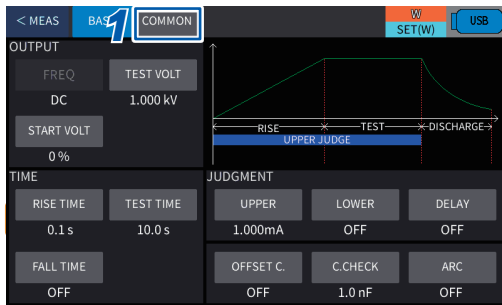 < MEAS
BAS
1
COMMON
W
SET(W)
USB
OUTPUT
FREQ
TEST VOLT
DC
1.000 kV
START VOLT
0 %
RISE
TEST
DISCHARGE
UPPER JUDGE
TIME
RISE TIME
TEST TIME
0.1 s
10.0 s
FALL TIME
OFF
JUDGMENT
UPPER
LOWER
DELAY
1.000mA
OFF
OFF
OFFSET C.
C.CHECK
ARC
OFF
1.0 nF
OFF